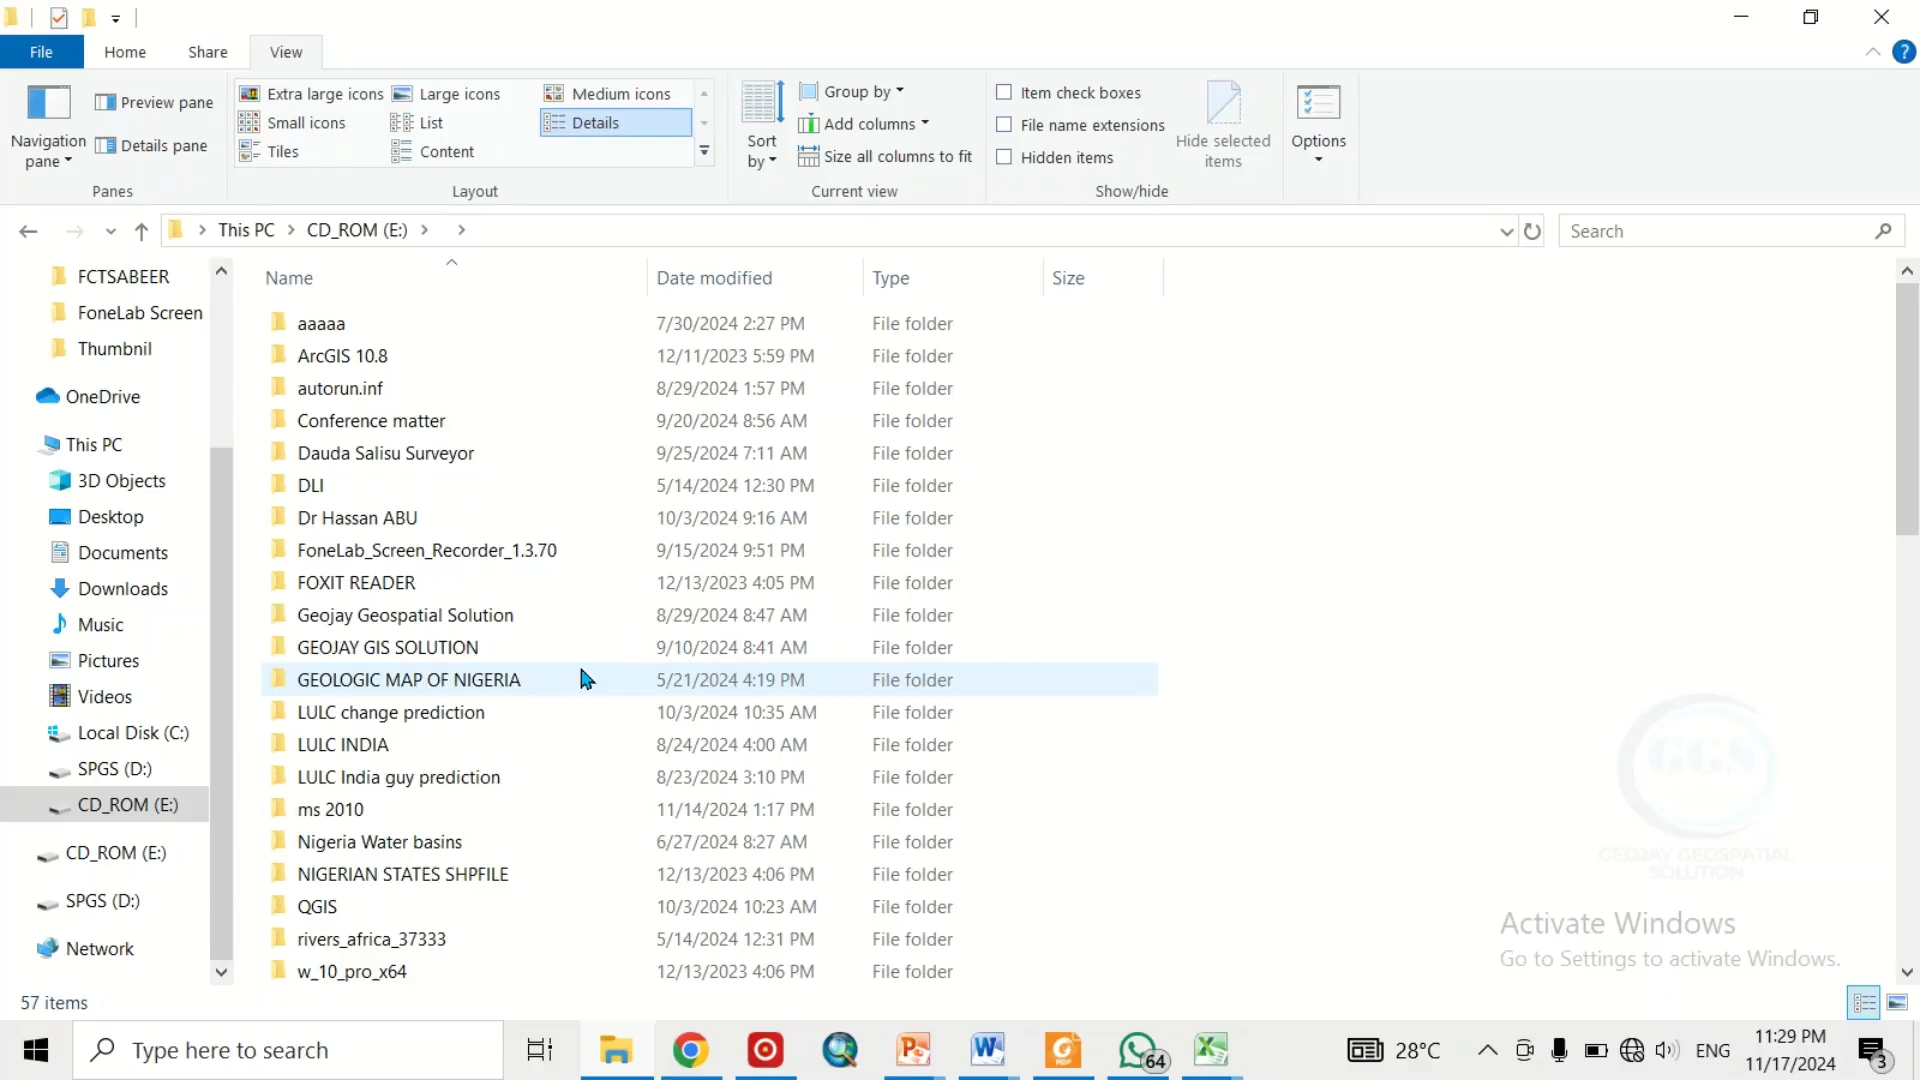 File
Home
Share
View
Navigation pane
Preview pane
Details pane
Panes
Extra large icons
Large icons
Medium icons
Small icons
List
Details
Tiles
Content
Layout
Sort by
Group by
Add columns
Size all columns to fit
Current view
Item check boxes
File name extensions
Hidden items
Hide selected items
Show/hide
Options
This PC > CD_ROM (E:) > >
Search
FCTSABEER
FoneLab Screen
Thumbnil
OneDrive
This PC
3D Objects
Desktop
Documents
Downloads
Music
Pictures
Videos
Local Disk (C:)
SPGS (D:)
CD_ROM (E:)
CD_ROM (E:)
SPGS (D:)
Network
Name Date modified Type Size
aaaaa 7/30/2024 2:27 PM File folder
ArcGIS 10.8 12/11/2023 5:59 PM File folder
autorun.inf 8/29/2024 1:57 PM File folder
Conference matter 9/20/2024 8:56 AM File folder
Dauda Salisu Surveyor 9/25/2024 7:11 AM File folder
DLI 5/14/2024 12:30 PM File folder
Dr Hassan ABU 10/3/2024 9:16 AM File folder
FoneLab_Screen_Recorder_1.3.70 9/15/2024 9:51 PM File folder
FOXIT READER 12/13/2023 4:05 PM File folder
Geojay Geospatial Solution 8/29/2024 8:47 AM File folder
GEOJAY GIS SOLUTION 9/10/2024 8:41 AM File folder
GEOLOGIC MAP OF NIGERIA 5/21/2024 4:19 PM File folder
LULC change prediction 10/3/2024 10:35 AM File folder
LULC INDIA 8/24/2024 4:00 AM File folder
LULC India guy prediction 8/23/2024 3:10 PM File folder
ms 2010 11/14/2024 1:17 PM File folder
Nigeria Water basins 6/27/2024 8:27 AM File folder
NIGERIAN STATES SHPFILE 12/13/2023 4:06 PM File folder
QGIS 10/3/2024 10:23 AM File folder
rivers_africa_37333 5/14/2024 12:31 PM File folder
w_10_pro_x64 12/13/2023 4:06 PM File folder
GGS
GEOJAY GEOSPATIAL
SOLUTION
Activate Windows
Go to Settings to activate Windows.
57 items
Type here to search
64
28°C
ENG
11:29 PM
11/17/2024
3